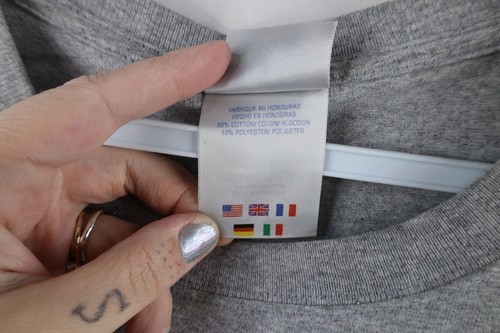 FABRIQUE AU HONDURAS
HECHO EN HONDURAS
90% COTTON/COTON/ALGODON
10% POLYESTER/ POLIESTER
S